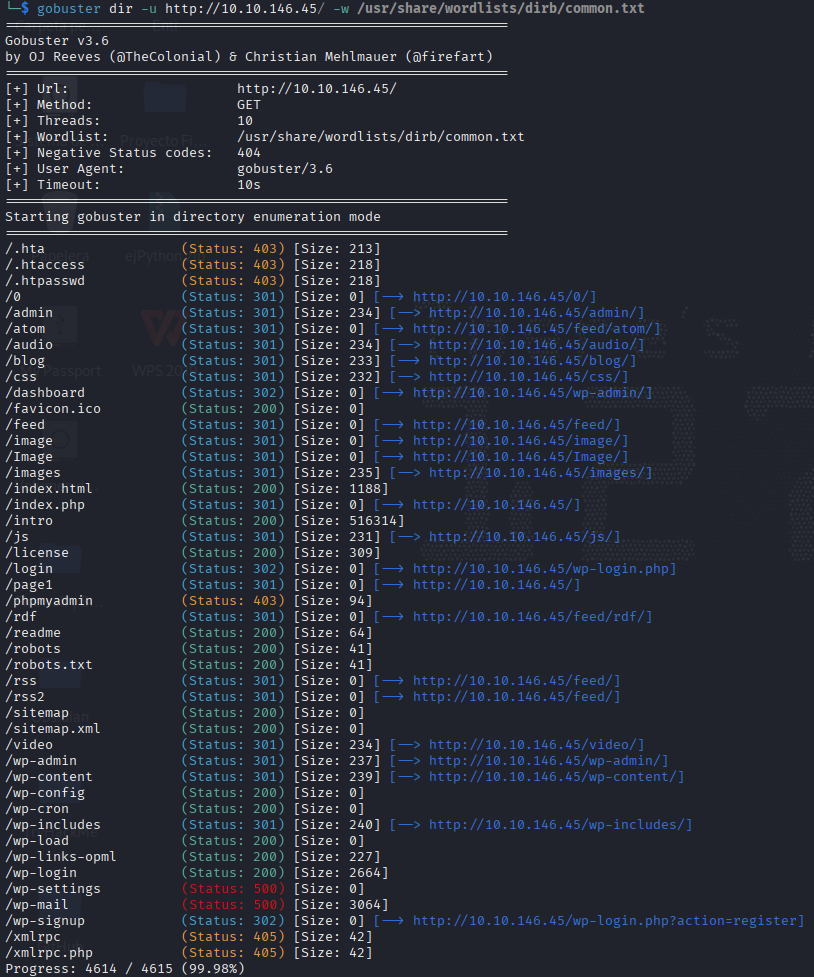 └─$ gobuster dir -u http://10.10.146.45/ -w /usr/share/wordlists/dirb/common.txt
===============================================================
Gobuster v3.6
by OJ Reeves (@TheColonial) & Christian Mehlmauer (@firefart)
===============================================================
[+] Url:                     http://10.10.146.45/
[+] Method:                  GET
[+] Threads:                 10
[+] Wordlist:                /usr/share/wordlists/dirb/common.txt
[+] Negative Status codes:   404
[+] User Agent:              gobuster/3.6
[+] Timeout:                 10s
===============================================================
Starting gobuster in directory enumeration mode
===============================================================
/.hta                 (Status: 403) [Size: 213]
/.htaccess            (Status: 403) [Size: 218]
/.htpasswd            (Status: 403) [Size: 218]
/0                    (Status: 301) [Size: 0] [--> http://10.10.146.45/0/]
/admin                (Status: 301) [Size: 234] [--> http://10.10.146.45/admin/]
/atom                 (Status: 301) [Size: 0] [--> http://10.10.146.45/feed/atom/]
/audio                (Status: 301) [Size: 234] [--> http://10.10.146.45/audio/]
/blog                 (Status: 301) [Size: 233] [--> http://10.10.146.45/blog/]
/css                  (Status: 301) [Size: 232] [--> http://10.10.146.45/css/]
/dashboard            (Status: 302) [Size: 0] [--> http://10.10.146.45/wp-admin/]
/favicon.ico          (Status: 200) [Size: 0]
/feed                 (Status: 301) [Size: 0] [--> http://10.10.146.45/feed/]
/image                (Status: 301) [Size: 0] [--> http://10.10.146.45/image/]
/Image                (Status: 301) [Size: 0] [--> http://10.10.146.45/Image/]
/images               (Status: 301) [Size: 235] [--> http://10.10.146.45/images/]
/index.html           (Status: 200) [Size: 1188]
/index.php            (Status: 301) [Size: 0] [--> http://10.10.146.45/]
/intro                (Status: 200) [Size: 516314]
/js                   (Status: 301) [Size: 231] [--> http://10.10.146.45/js/]
/license              (Status: 200) [Size: 309]
/login                (Status: 302) [Size: 0] [--> http://10.10.146.45/wp-login.php]
/page1                (Status: 301) [Size: 0] [--> http://10.10.146.45/]
/phpmyadmin           (Status: 403) [Size: 94]
/rdf                  (Status: 301) [Size: 0] [--> http://10.10.146.45/feed/rdf/]
/readme               (Status: 200) [Size: 64]
/robots               (Status: 200) [Size: 41]
/robots.txt           (Status: 200) [Size: 41]
/rss                  (Status: 301) [Size: 0] [--> http://10.10.146.45/feed/]
/rss2                 (Status: 301) [Size: 0] [--> http://10.10.146.45/feed/]
/sitemap              (Status: 200) [Size: 0]
/sitemap.xml          (Status: 200) [Size: 0]
/video                (Status: 301) [Size: 234] [--> http://10.10.146.45/video/]
/wp-admin             (Status: 301) [Size: 237] [--> http://10.10.146.45/wp-admin/]
/wp-content           (Status: 301) [Size: 239] [--> http://10.10.146.45/wp-content/]
/wp-config            (Status: 200) [Size: 0]
/wp-cron              (Status: 200) [Size: 0]
/wp-includes          (Status: 301) [Size: 240] [--> http://10.10.146.45/wp-includes/]
/wp-load              (Status: 200) [Size: 0]
/wp-links-opml        (Status: 200) [Size: 227]
/wp-login             (Status: 200) [Size: 2664]
/wp-settings          (Status: 500) [Size: 0]
/wp-mail              (Status: 500) [Size: 3064]
/wp-signup            (Status: 302) [Size: 0] [--> http://10.10.146.45/wp-login.php?action=register]
/xmlrpc               (Status: 405) [Size: 42]
/xmlrpc.php           (Status: 405) [Size: 42]
Progress: 4614 / 4615 (99.98%)